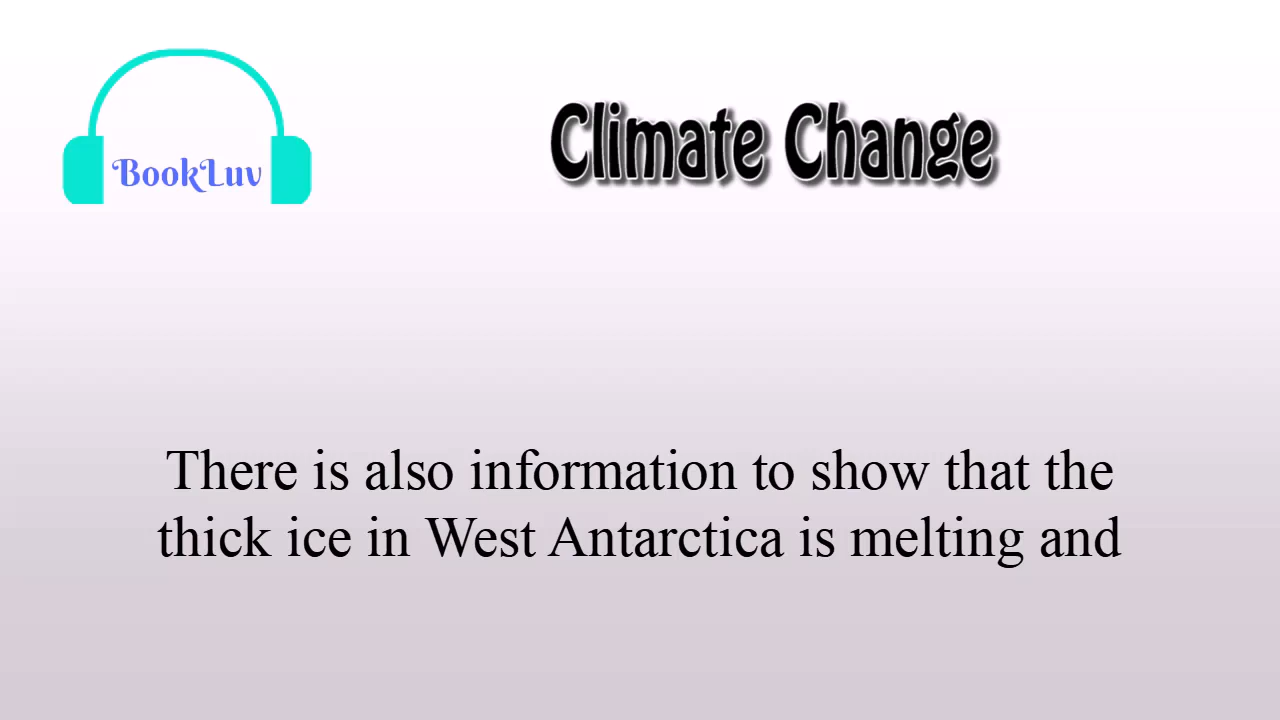 BookLuv
Climate Change
There is also information to show that the
thick ice in West Antarctica is melting and